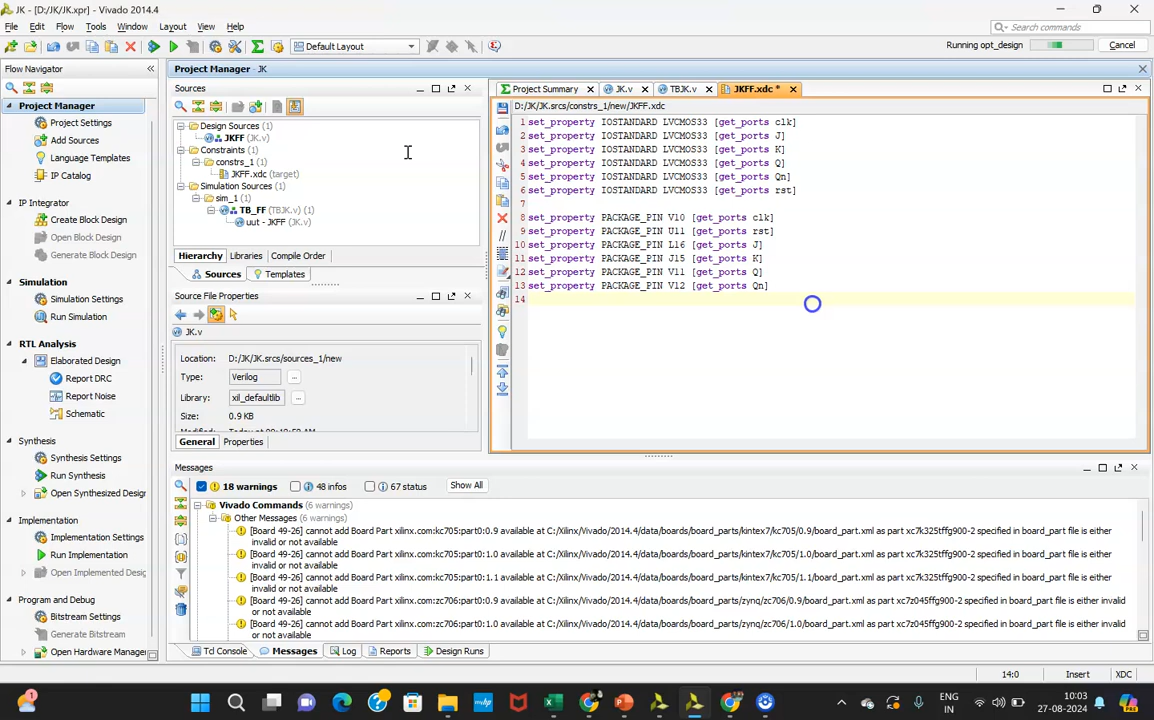 JK - [D:/JK/JK.xpr] - Vivado 2014.4
File Edit Flow Tools Window Layout View Help
Search commands
Default Layout
Running opt_design Cancel
Flow Navigator
Project Manager - JK
Project Manager
Project Settings
Add Sources
Language Templates
IP Catalog
IP Integrator
Create Block Design
Open Block Design
Generate Block Design
Simulation
Simulation Settings
Run Simulation
RTL Analysis
Elaborated Design
Report DRC
Report Noise
Schematic
Synthesis
Synthesis Settings
Run Synthesis
Open Synthesized Design
Implementation
Implementation Settings
Run Implementation
Open Implemented Desig
Program and Debug
Bitstream Settings
Generate Bitstream
Open Hardware Manager
Sources
Design Sources (1)
JKFF (JK.v)
Constraints (1)
constrs_1 (1)
JKFF.xdc (target)
Simulation Sources (1)
sim_1 (1)
TB_FF (TBJK.v) (1)
uut - JKFF (JK.v)
Hierarchy Libraries Compile Order
Sources Templates
Source File Properties
JK.v
Location: D:/JK/JK.srcs/sources_1/new
Type: Verilog
Library: xil_defaultlib
Size: 0.9 KB
General Properties
Project Summary JK.v TBJK.v JKFF.xdc *
D:/JK/JK.srcs/constrs_1/new/JKFF.xdc
1 set_property IOSTANDARD LVCMOS33 [get_ports clk]
2 set_property IOSTANDARD LVCMOS33 [get_ports J]
3 set_property IOSTANDARD LVCMOS33 [get_ports K]
4 set_property IOSTANDARD LVCMOS33 [get_ports Q]
5 set_property IOSTANDARD LVCMOS33 [get_ports Qn]
6 set_property IOSTANDARD LVCMOS33 [get_ports rst]
7
8 set_property PACKAGE_PIN V10 [get_ports clk]
9 set_property PACKAGE_PIN U11 [get_ports rst]
10 set_property PACKAGE_PIN L16 [get_ports J]
11 set_property PACKAGE_PIN J15 [get_ports K]
12 set_property PACKAGE_PIN V11 [get_ports Q]
13 set_property PACKAGE_PIN V12 [get_ports Qn]
14
Messages
18 warnings 48 infos 67 status Show All
Vivado Commands (6 warnings)
Other Messages (6 warnings)
[Board 49-26] cannot add Board Part xilinx.com:kc705:part0:0.9 available at C:/Xilinx/Vivado/2014.4/data/boards/board_parts/kintex7/kc705/0.9/board_part.xml as part xc7k325tffg900-2 specified in board_part file is either
invalid or not available
[Board 49-26] cannot add Board Part xilinx.com:kc705:part0:1.0 available at C:/Xilinx/Vivado/2014.4/data/boards/board_parts/kintex7/kc705/1.0/board_part.xml as part xc7k325tffg900-2 specified in board_part file is either
invalid or not available
[Board 49-26] cannot add Board Part xilinx.com:kc705:part0:1.1 available at C:/Xilinx/Vivado/2014.4/data/boards/board_parts/kintex7/kc705/1.1/board_part.xml as part xc7k325tffg900-2 specified in board_part file is either
invalid or not available
[Board 49-26] cannot add Board Part xilinx.com:zc706:part0:0.9 available at C:/Xilinx/Vivado/2014.4/data/boards/board_parts/zynq/zc706/0.9/board_part.xml as part xc7z045ffg900-2 specified in board_part file is either invalid
or not available
[Board 49-26] cannot add Board Part xilinx.com:zc706:part0:1.0 available at C:/Xilinx/Vivado/2014.4/data/boards/board_parts/zynq/zc706/1.0/board_part.xml as part xc7z045ffg900-2 specified in board_part file is either invalid
or not available
Tcl Console Messages Log Reports Design Runs
14:0 Insert XDC
ENG
IN
10:03
27-08-2024